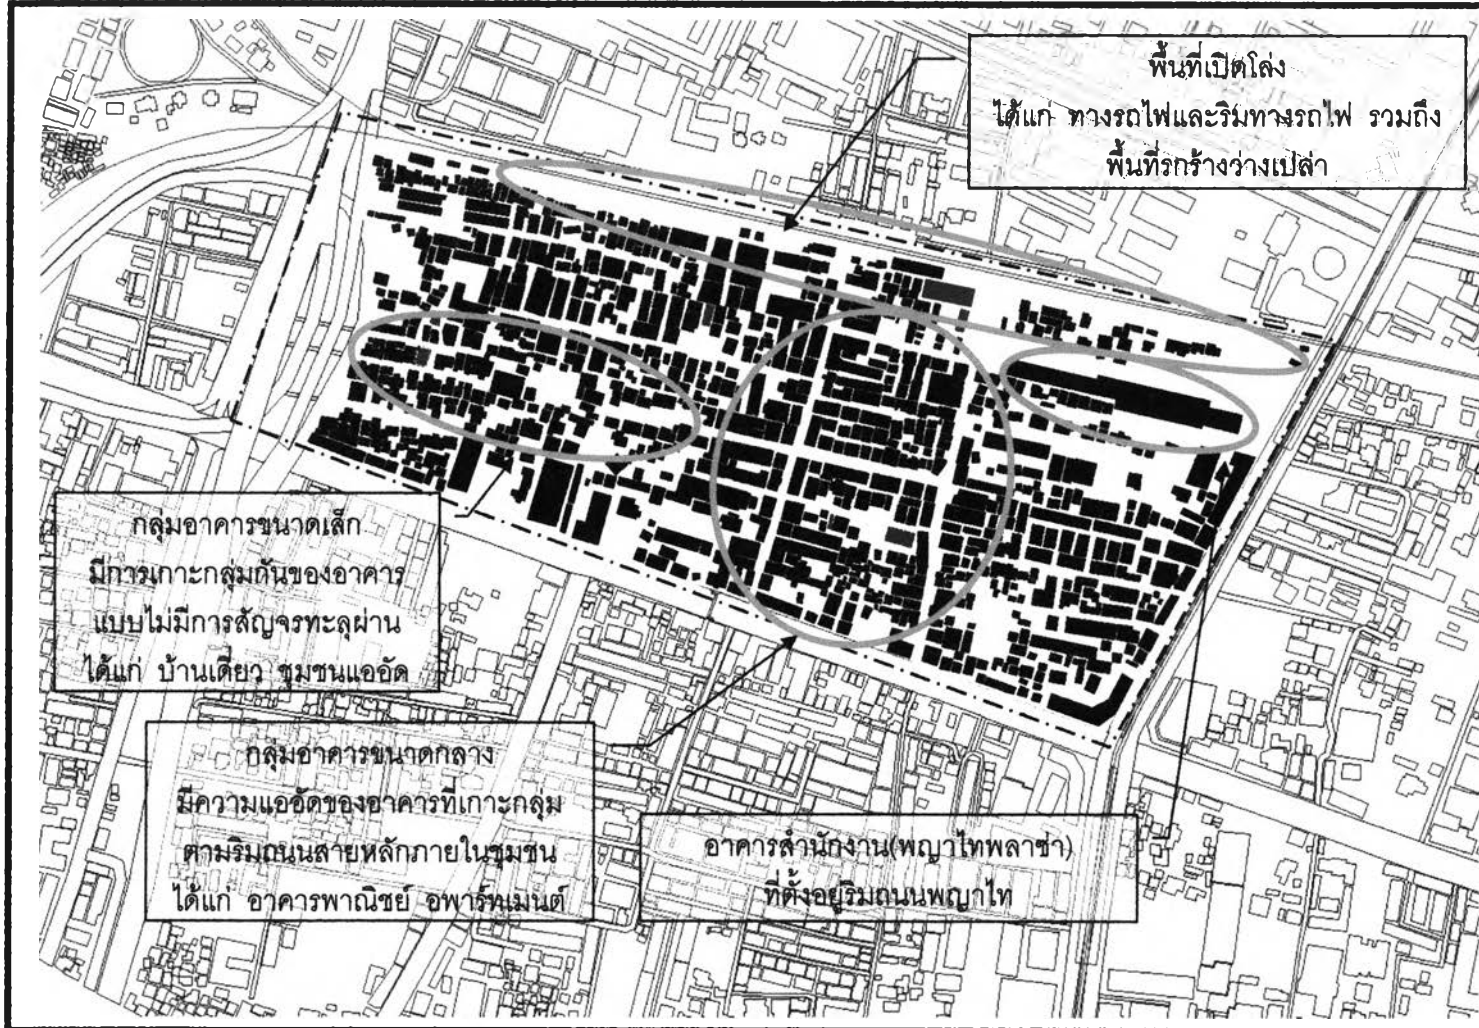 พื้นที่เปิดโล่ง
ได้แก่ ทางรถไฟและริมทางรถไฟ รวมถึง
พื้นที่รกร้างว่างเปล่า
กลุ่มอาคารขนาดเล็ก
มีการเกาะกลุ่มกันของอาคาร
แบบไม่มีการสัญจรทะลุผ่าน
ได้แก่ บ้านเดี่ยว ชุมชนแออัด
กลุ่มอาคารขนาดกลาง
มีความแออัดของอาคารที่เกาะกลุ่ม
ตามริมถนนสายหลักภายในชุมชน
ได้แก่ อาคารพาณิชย์ อพาร์ทเมนต์
อาคารสำนักงาน(พญาไทพลาซ่า)
ที่ตั้งอยู่ริมถนนพญาไท